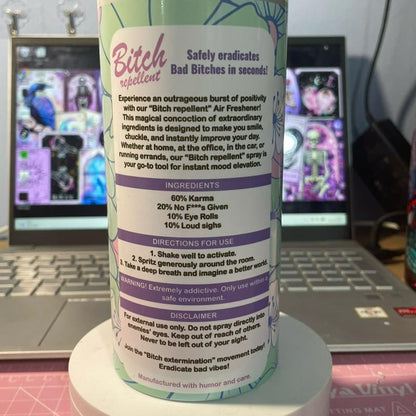 Bitch
repellent
Safely eradicates
Bad Bitches in seconds!
Experience an outrageous burst of positivity
with our "Bitch repellent" Air Freshener!
This magical concoction of extraordinary
ingredients is designed to make you smile,
chuckle, and instantly improve your day.
Whether at home, at the office, in the car, or
running errands, our "Bitch repellent" spray is
your go-to tool for instant mood elevation.
INGREDIENTS
60% Karma
20% No F***s Given
10% Eye Rolls
10% Loud sighs
DIRECTIONS FOR USE
1. Shake well to activate.
2. Spritz generously around the room.
3. Take a deep breath and imagine a better world.
WARNING! Extremely addictive. Only use within a
safe environment.
DISCLAIMER
For external use only. Do not spray directly into
enemies' eyes. Keep out of reach of others.
Never to be left out of your sight.
Join the "Bitch extermination" movement today!
Eradicate bad vibes!
Manufactured with humor and care.